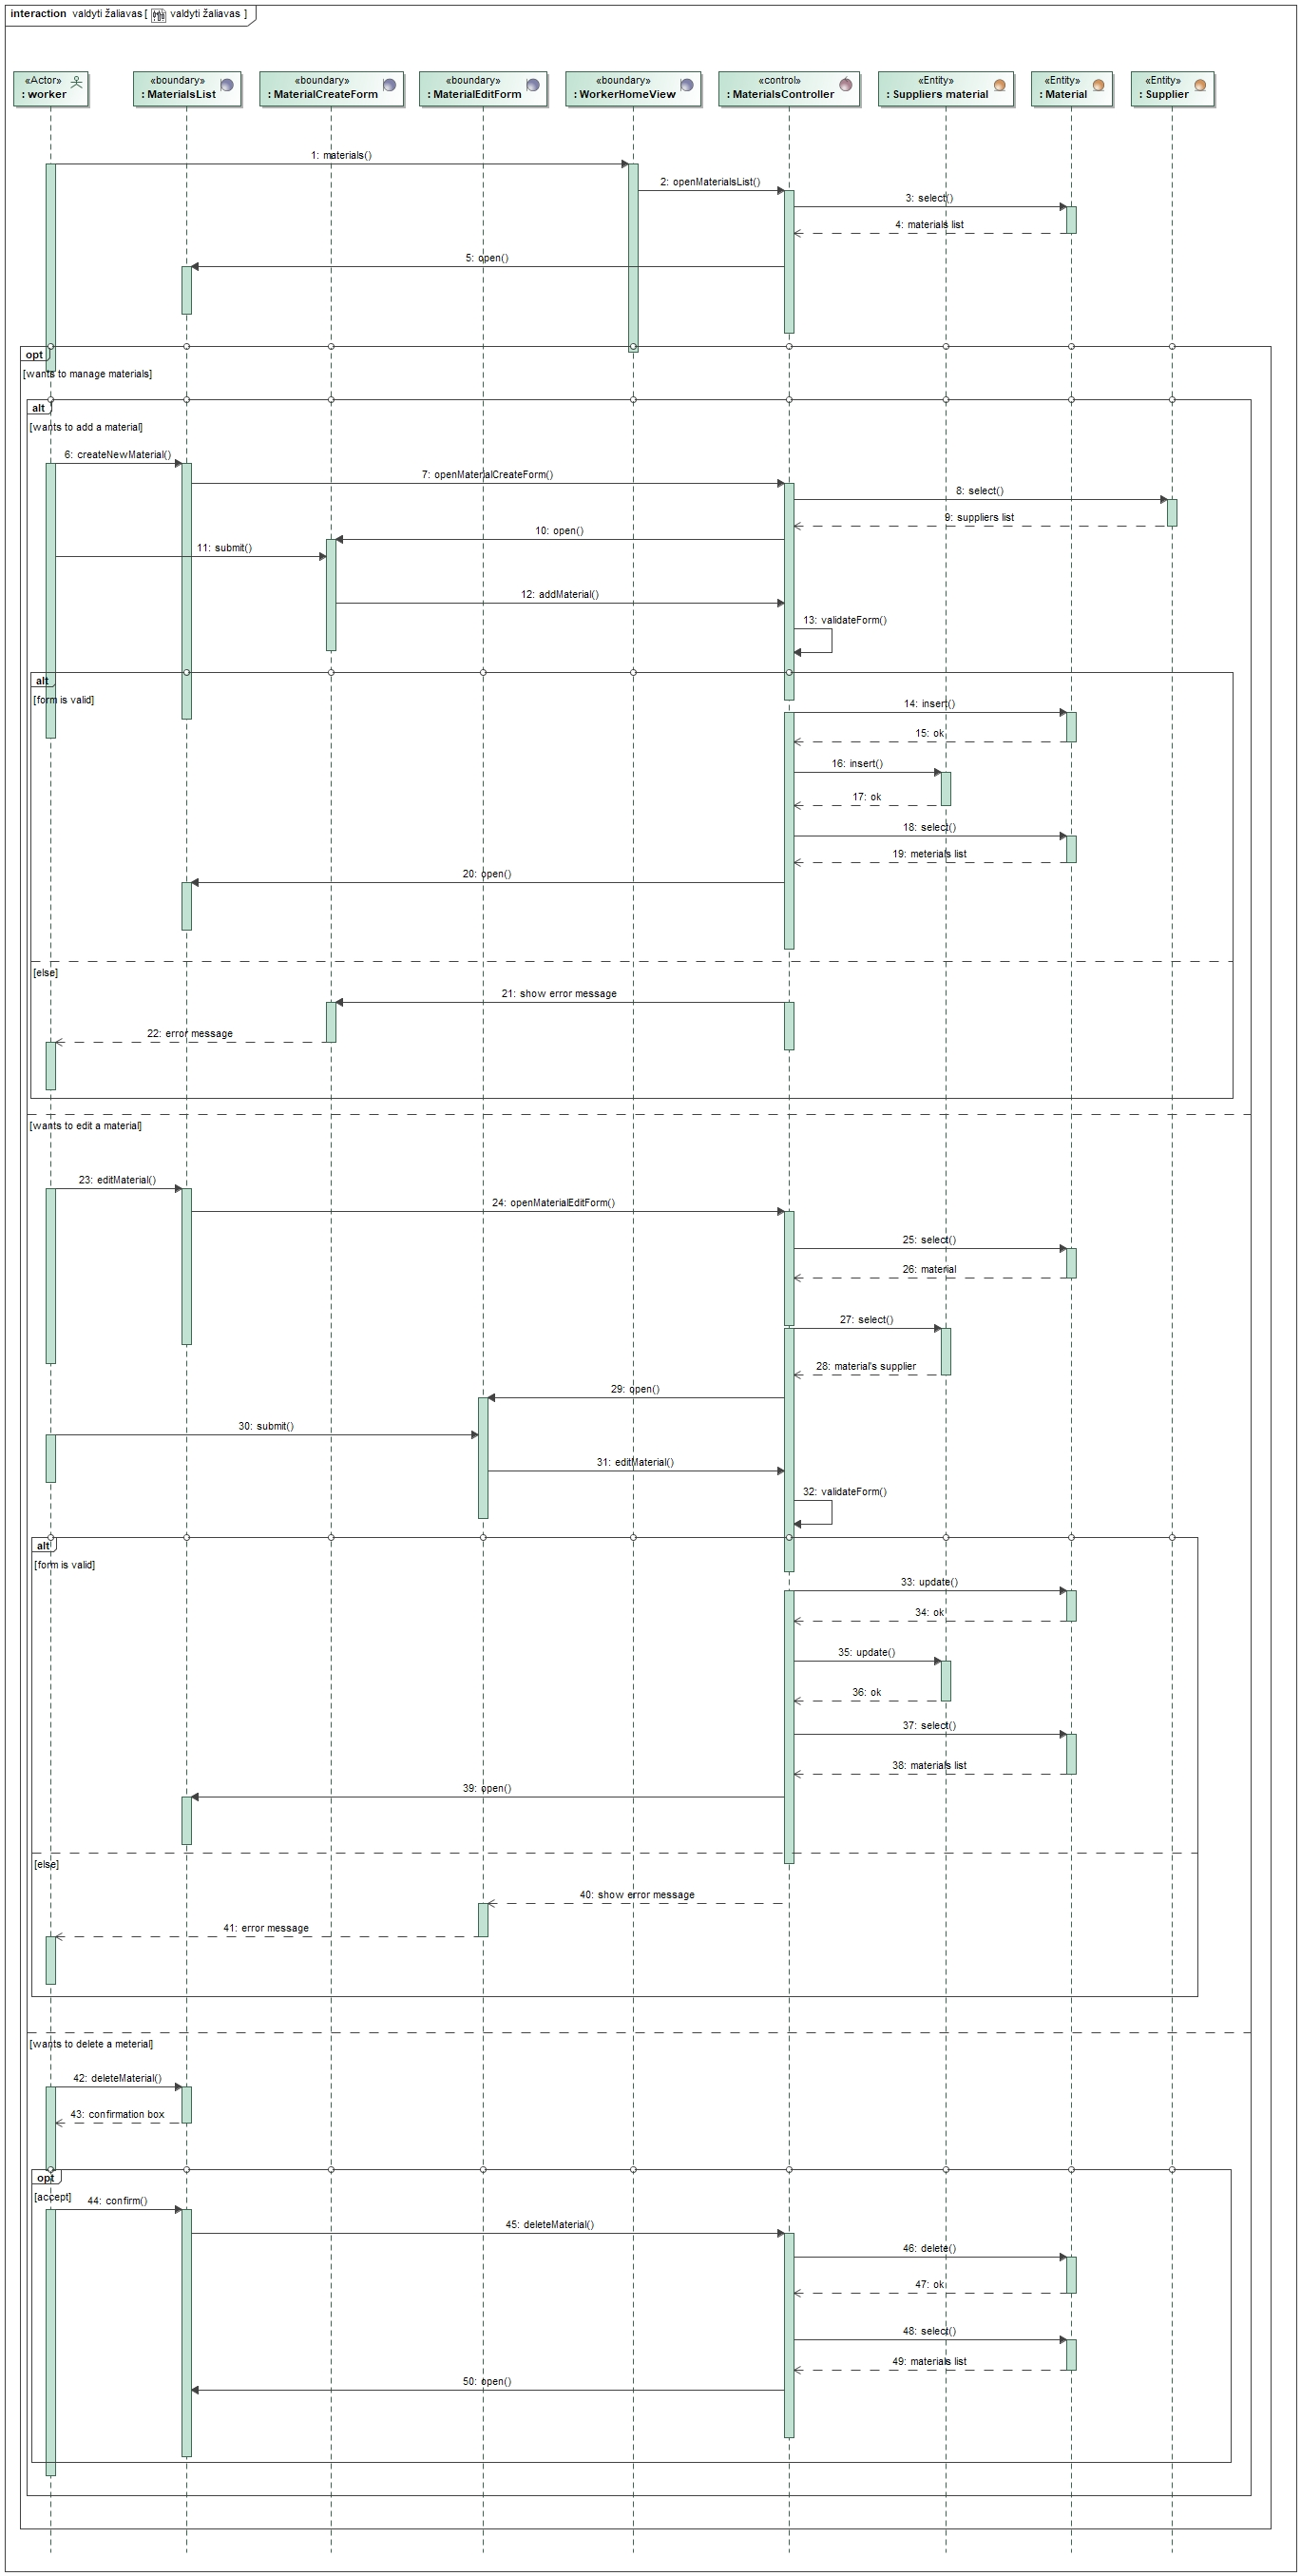 interaction valdyti žaliavas [ valdyti žaliavas ]
«Actor»
: worker
«boundary»
: MaterialsList
«boundary»
: MaterialCreateForm
«boundary»
: MaterialEditForm
«boundary»
: WorkerHomeView
«control»
: MaterialsController
«Entity»
: Suppliers material
«Entity»
: Material
«Entity»
: Supplier
1: materials()
2: openMaterialsList()
3: select()
4: materials list
5: open()
opt
[wants to manage materials]
alt
[wants to add a material]
6: createNewMaterial()
7: openMaterialCreateForm()
8: select()
9: suppliers list
10: open()
11: submit()
12: addMaterial()
13: validateForm()
alt
[form is valid]
14: insert()
15: ok
16: insert()
17: ok
18: select()
19: meterials list
20: open()
[else]
21: show error message
22: error message
[wants to edit a material]
23: editMaterial()
24: openMaterialEditForm()
25: select()
26: material
27: select()
28: material's supplier
29: open()
30: submit()
31: editMaterial()
32: validateForm()
alt
[form is valid]
33: update()
34: ok
35: update()
36: ok
37: select()
38: materials list
39: open()
[else]
40: show error message
41: error message
[wants to delete a meterial]
42: deleteMaterial()
43: confirmation box
opt
[accept]
44: confirm()
45: deleteMaterial()
46: delete()
47: ok
48: select()
49: materials list
50: open()